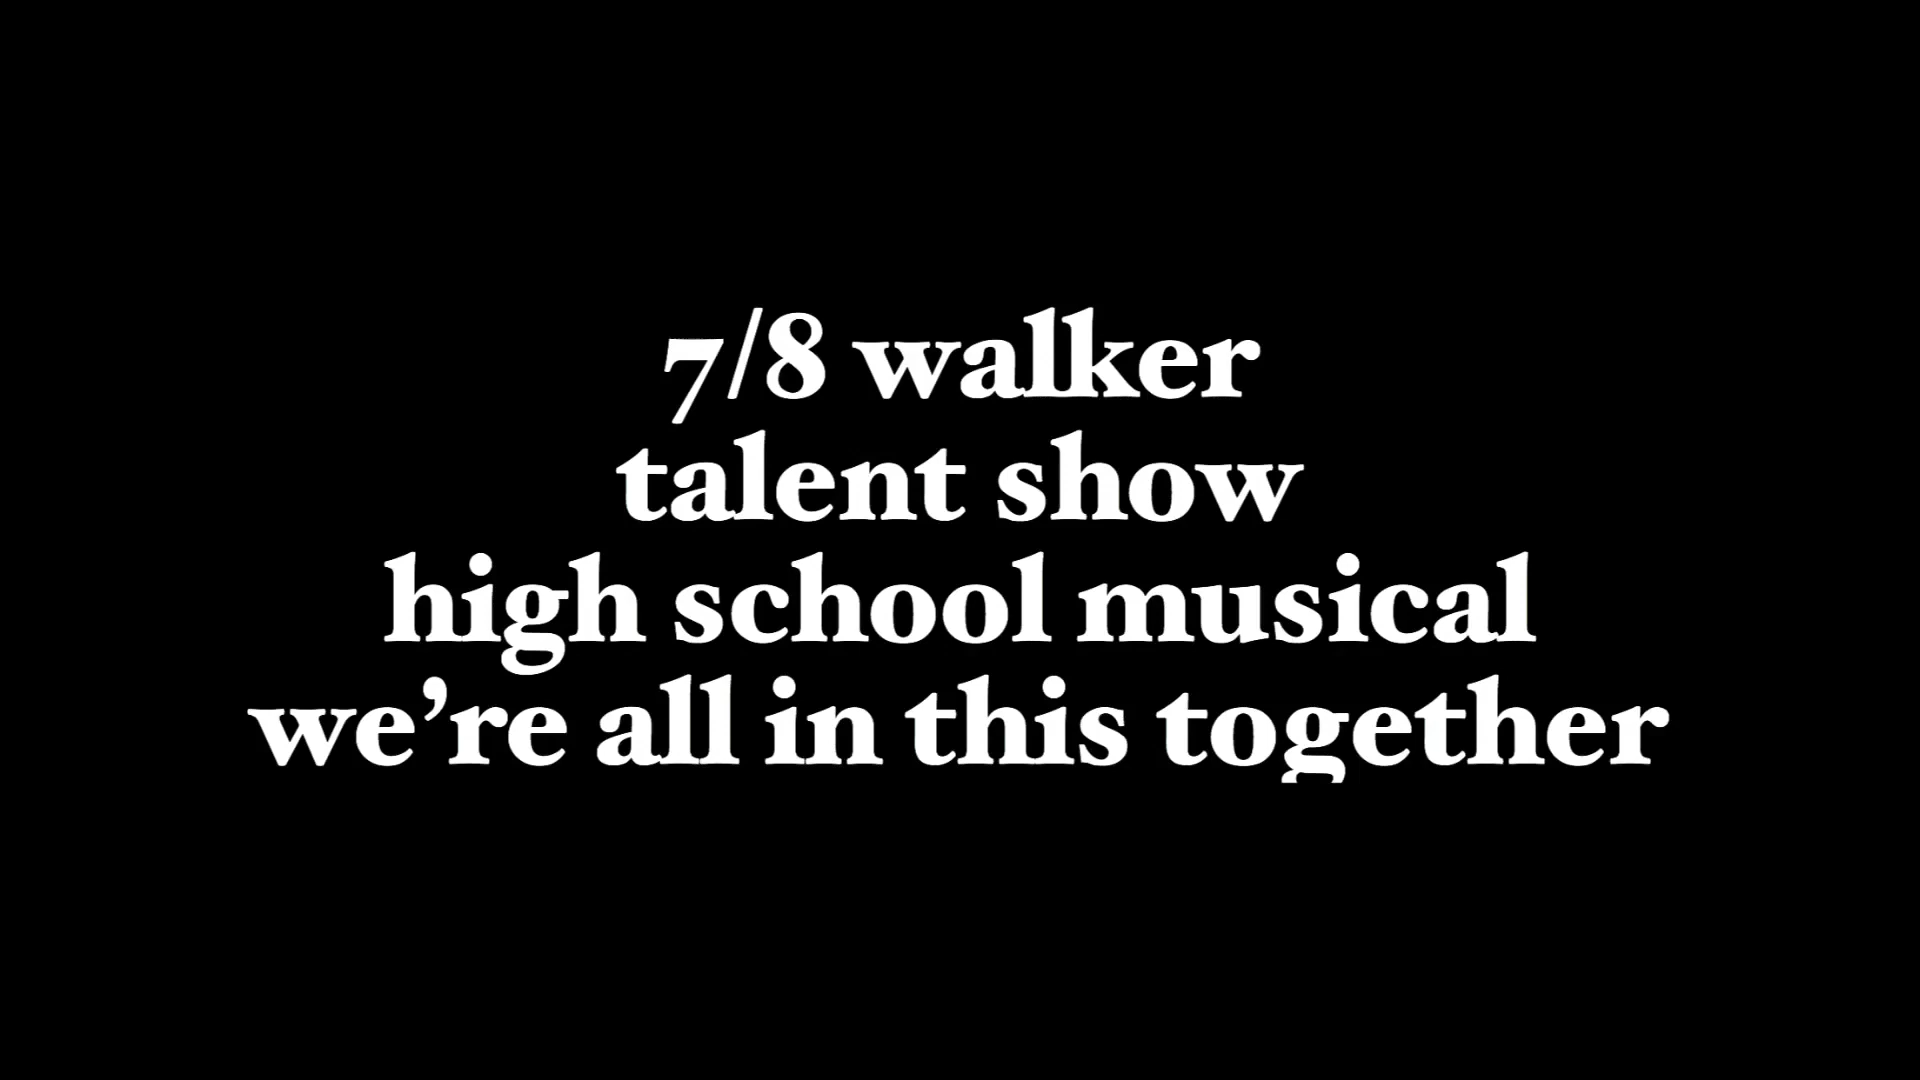 7/8 walker
talent show
high school musical
we’re all in this together